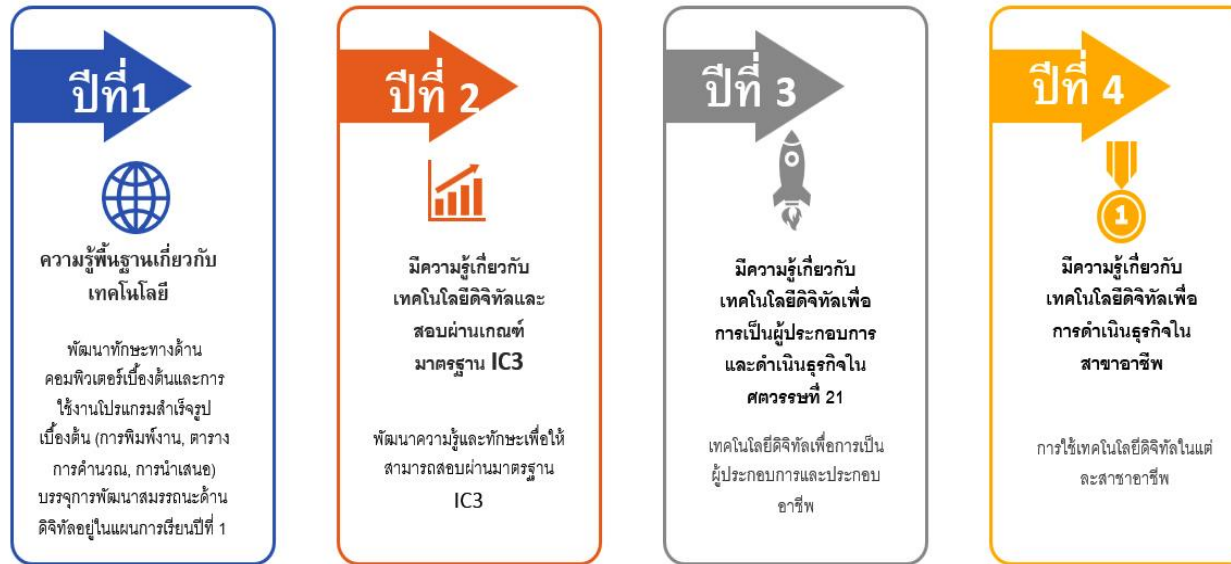 ปีที่1
ความรู้พื้นฐานเกี่ยวกับ
เทคโนโลยี
พัฒนาทักษะทางด้าน
คอมพิวเตอร์เบื้องต้นและการ
ใช้งานโปรแกรมสำเร็จรูป
เบื้องต้น (การพิมพ์งาน, ตาราง
การคำนวณ, การนำเสนอ)
บรรจุการพัฒนาสมรรถนะด้าน
ดิจิทัลอยู่ในแผนการเรียนปีที่ 1
ปีที่ 2
มีความรู้เกี่ยวกับ
เทคโนโลยีดิจิทัลและ
สอบผ่านเกณฑ์
มาตรฐาน IC3
พัฒนาความรู้และทักษะเพื่อให้
สามารถสอบผ่านมาตรฐาน
IC3
ปีที่ 3
มีความรู้เกี่ยวกับ
เทคโนโลยีดิจิทัลเพื่อ
การเป็นผู้ประกอบการ
และดำเนินธุรกิจใน
ศตวรรษที่ 21
เทคโนโลยีดิจิทัลเพื่อการเป็น
ผู้ประกอบการและประกอบ
อาชีพ
ปีที่ 4
1
มีความรู้เกี่ยวกับ
เทคโนโลยีดิจิทัลเพื่อ
การดำเนินธุรกิจใน
สาขาอาชีพ
การใช้เทคโนโลยีดิจิทัลในแต่
ละสาขาอาชีพ